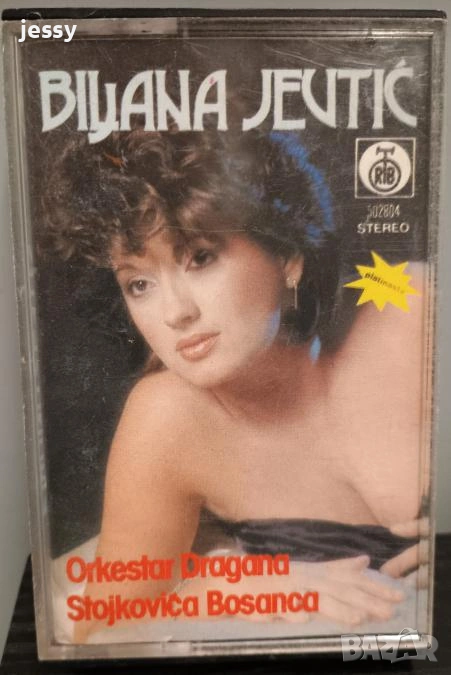 jessy
BILJANA JEVTIĆ
RTB
502804
STEREO
platinasta
Orkestar Dragana
Stojkovića Bosanca
BAZAR